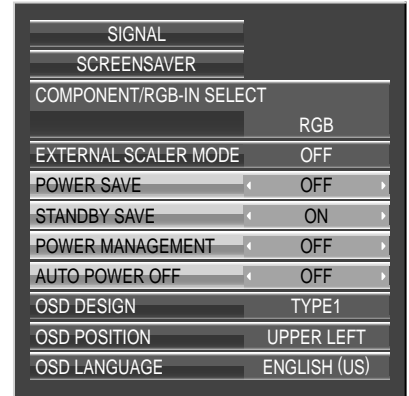 SIGNAL
SCREENSAVER
COMPONENT/RGB-IN SELECT
RGB
EXTERNAL SCALER MODE OFF
POWER SAVE OFF
STANDBY SAVE ON
POWER MANAGEMENT OFF
AUTO POWER OFF OFF
OSD DESIGN TYPE1
OSD POSITION UPPER LEFT
OSD LANGUAGE ENGLISH (US)